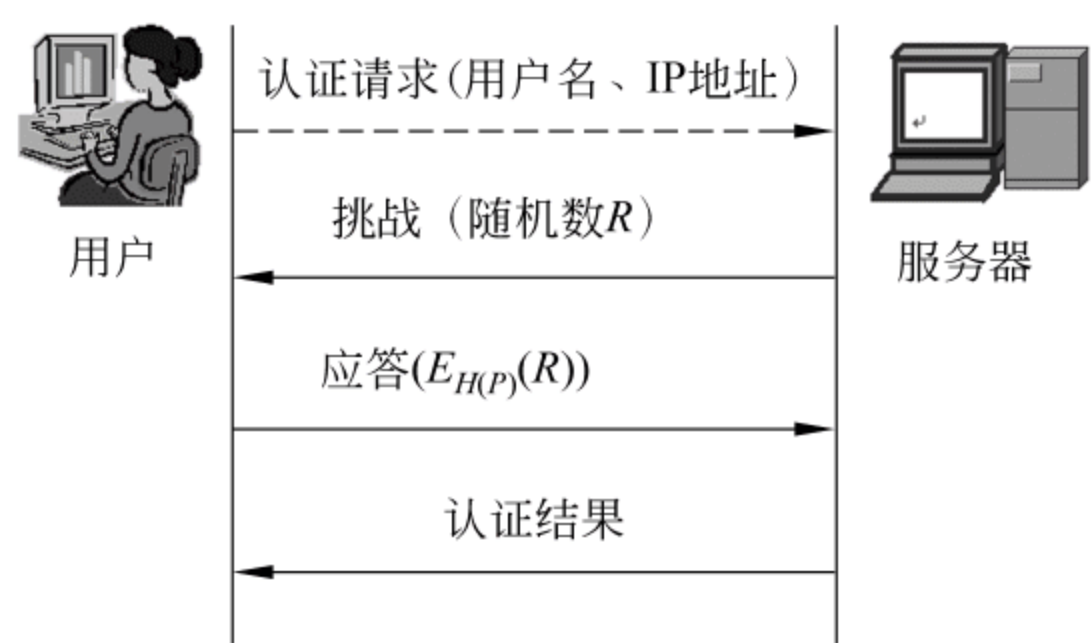 认证请求(用户名、IP地址）
挑战（随机数R）
用户
服务器
应答(E_{H(P)}(R))
认证结果